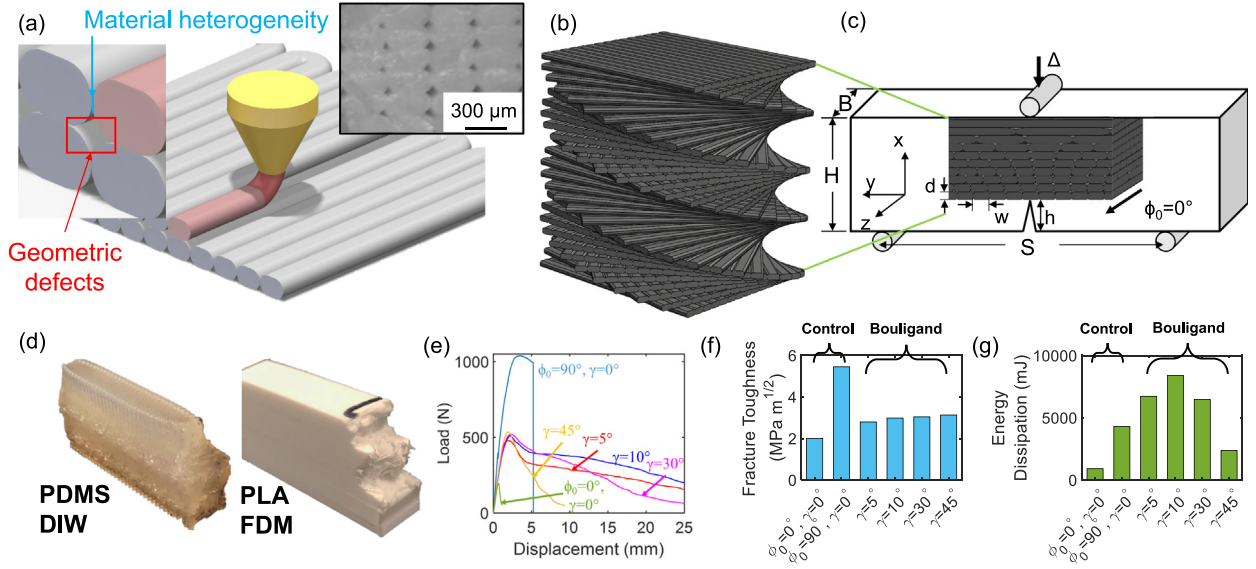 (a)
Material heterogeneity
300 µm
Geometric
defects
(b)
(c)
Δ
B
H
x
y
z
d
w
h
S
ϕ₀=0°
(d)
PDMS
DIW
PLA
FDM
(e)
Load (N)
1000
500
0
0
5
10
15
20
25
Displacement (mm)
ϕ₀=90°, γ=0°
γ=45°
γ=5°
γ=10°
γ=30°
ϕ₀=0°,
γ=0°
(f)
Control
Bouligand
Fracture Toughness
(MPa m^1/2)
6
4
2
0
ϕ₀=0°, γ=0°
ϕ₀=90°, γ=0°
γ=5°
γ=10°
γ=30°
γ=45°
(g)
Control
Bouligand
Energy
Dissipation (mJ)
10000
5000
0
ϕ₀=0°, γ=0°
ϕ₀=90°, γ=0°
γ=5°
γ=10°
γ=30°
γ=45°